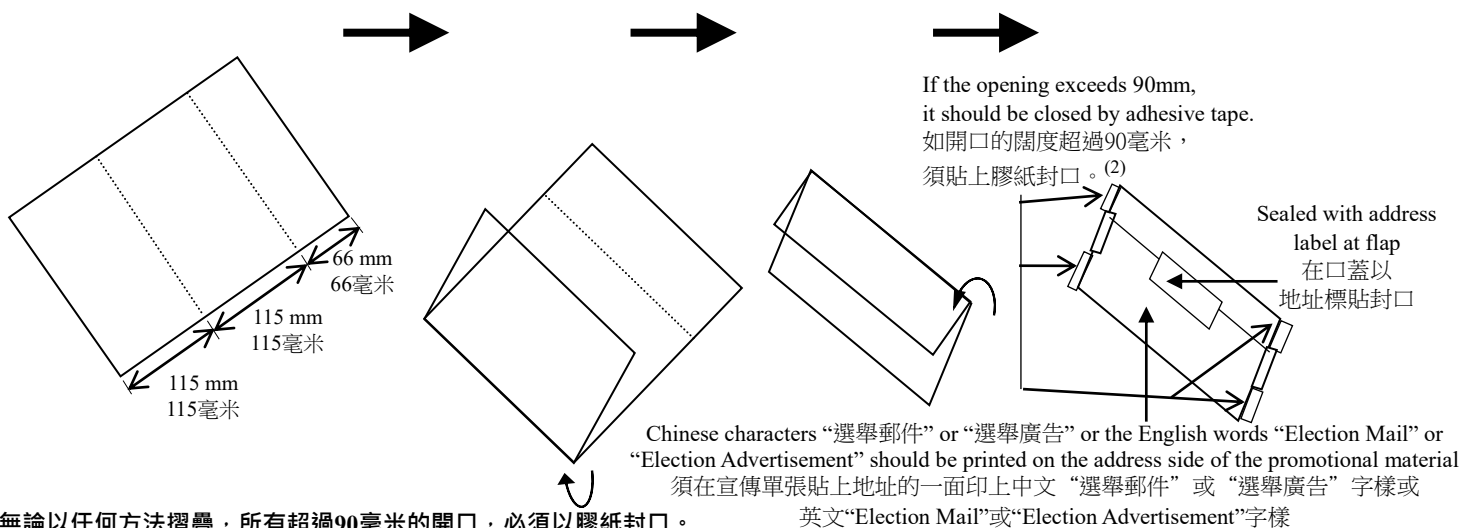 If the opening exceeds 90mm,
it should be closed by adhesive tape.
如開口的闊度超過90毫米，
須貼上膠紙封口。(2)
Sealed with address
label at flap
在口蓋以
地址標貼封口
66 mm
66毫米
115 mm
115毫米
115 mm
115毫米
Chinese characters “選舉郵件” or “選舉廣告” or the English words “Election Mail” or
“Election Advertisement” should be printed on the address side of the promotional material
須在宣傳單張貼上地址的一面印上中文“選舉郵件”或“選舉廣告”字樣或
英文“Election Mail”或“Election Advertisement”字樣
無論以任何方法摺疊，所有超過90毫米的開口，必須以膠紙封口。